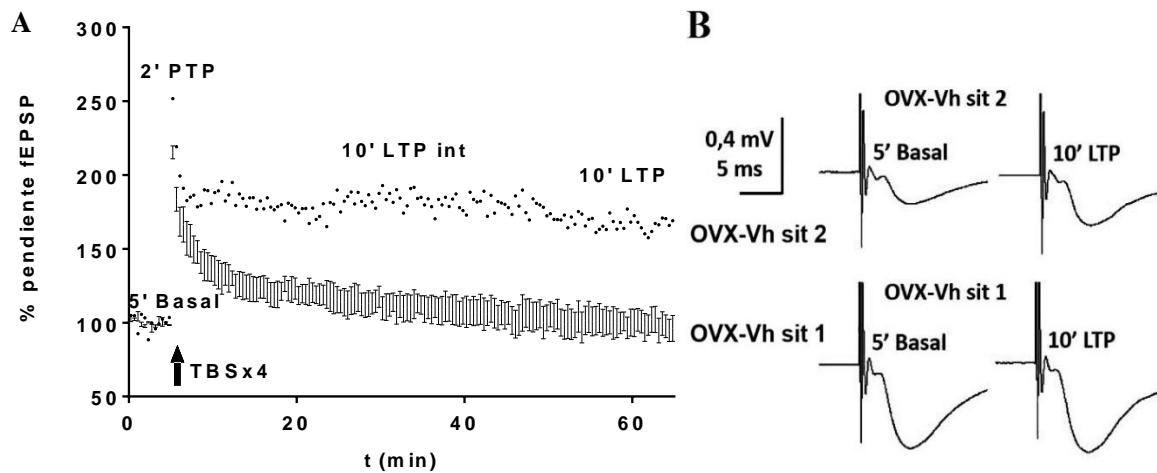 A
300
250
200
150
100
50
% pendiente fEPSP
2' PTP
10' LTP int
10' LTP
5' Basal
TBSx4
0
20
40
60
t (min)
B
OVX-Vh sit 2
0,4 mV
5 ms
5' Basal
10' LTP
OVX-Vh sit 2
OVX-Vh sit 1
OVX-Vh sit 1
5' Basal
10' LTP